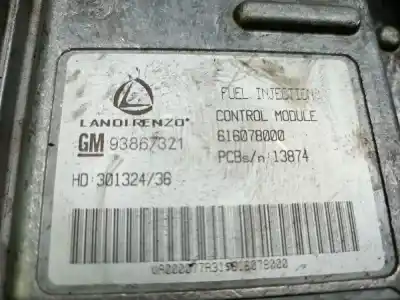 LANDIRENZO®
GM 93867321
HD: 301324/36
FUEL INJECTION
CONTROL MODULE
616078000
PCBs/n 13874